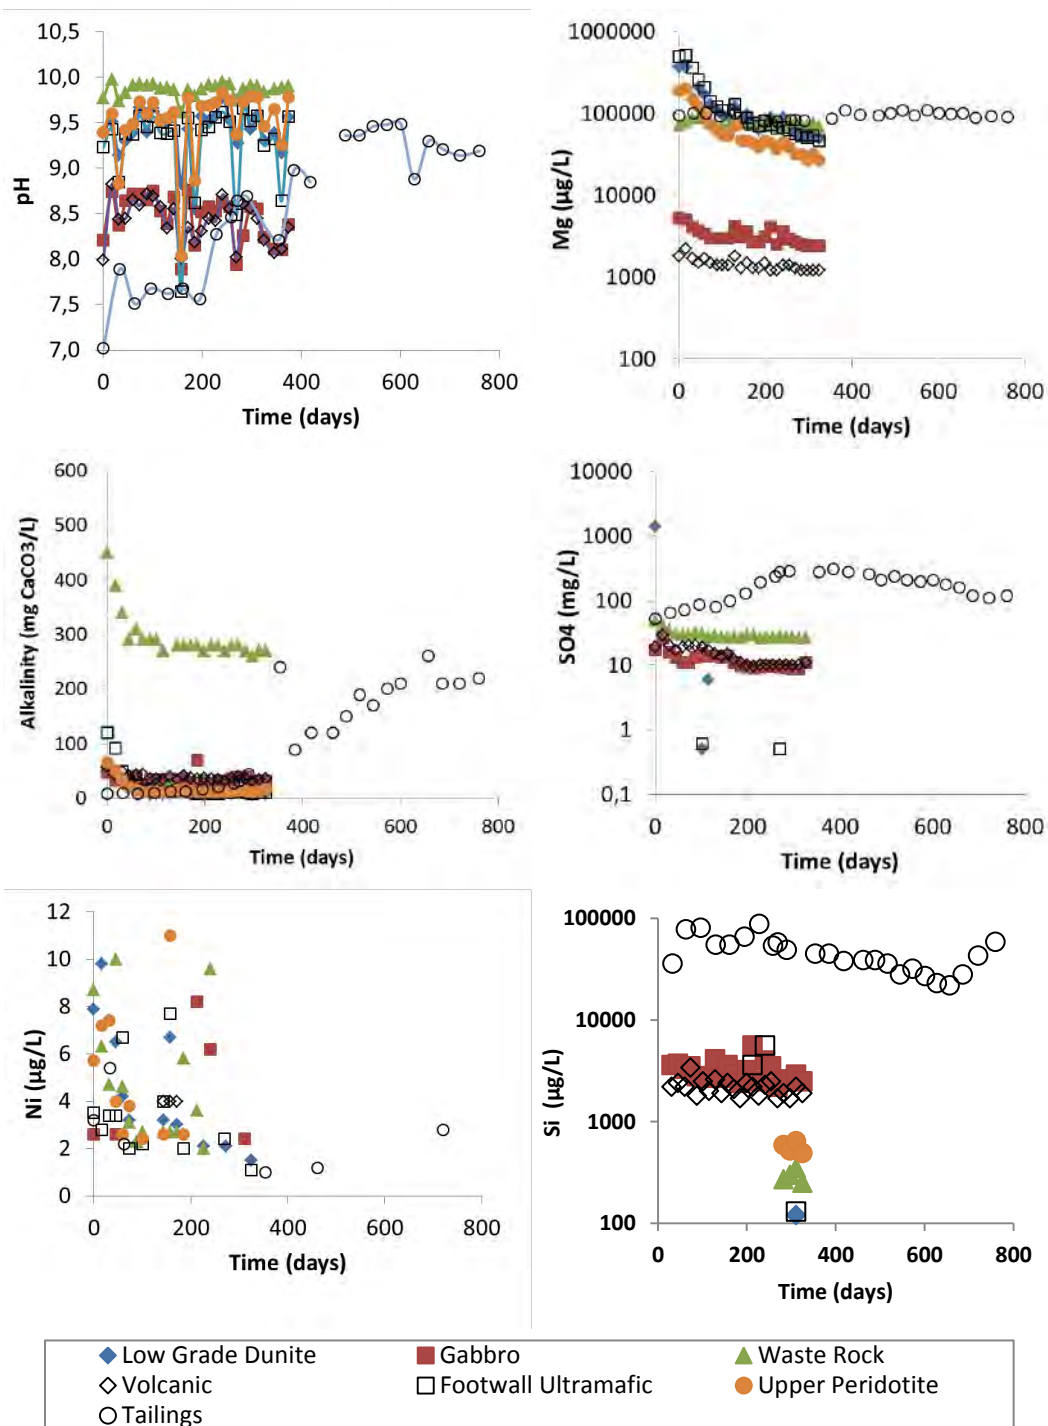 10,5
10,0
9,5
9,0
8,5
8,0
7,5
7,0
pH
0 200 400 600 800
Time (days)
1000000
100000
10000
1000
100
Mg (µg/L)
0 200 400 600 800
Time (days)
600
500
400
300
200
100
0
Alkalinity (mg CaCO3/L)
0 200 400 600 800
Time (days)
10000
1000
100
10
1
0,1
SO4 (mg/L)
0 200 400 600 800
Time (days)
12
10
8
6
4
2
0
Ni (µg/L)
0 200 400 600 800
Time (days)
100000
10000
1000
100
Si (µg/L)
0 200 400 600 800
Time (days)
Low Grade Dunite Gabbro Waste Rock
Volcanic Footwall Ultramafic Upper Peridotite
Tailings